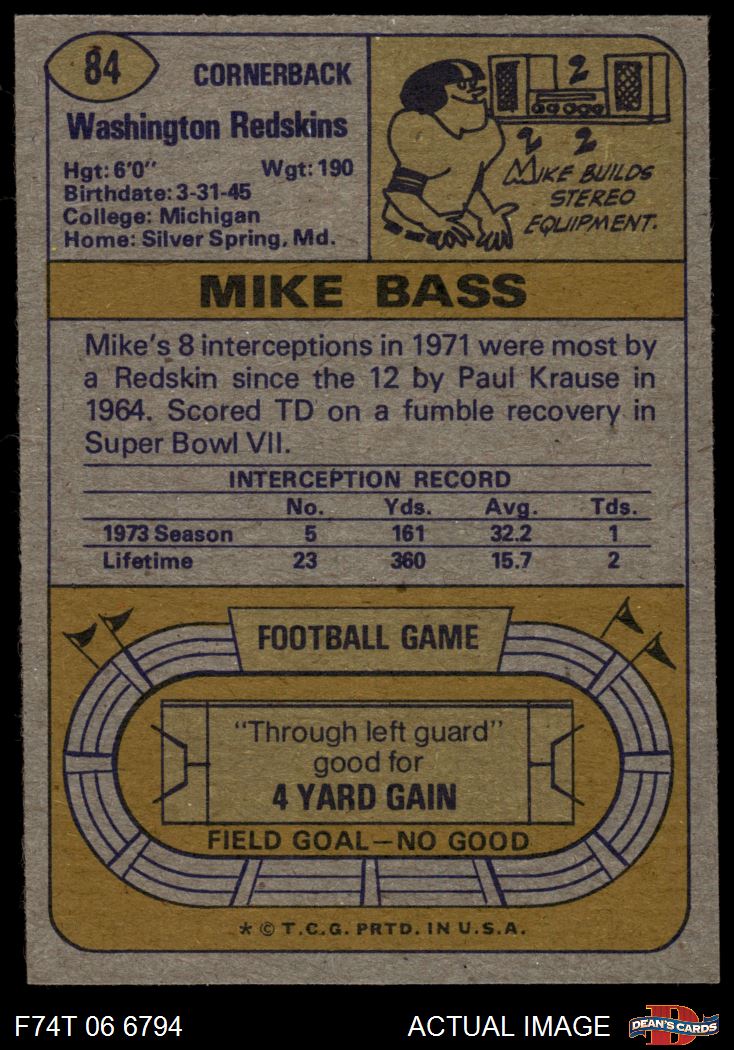 84
CORNERBACK
Washington Redskins
Hgt: 6'0" Wgt: 190
Birthdate: 3-31-45
College: Michigan
Home: Silver Spring, Md.
2
2 2
MIKE BUILDS
STEREO
EQUIPMENT.
MIKE BASS
Mike's 8 interceptions in 1971 were most by
a Redskin since the 12 by Paul Krause in
1964. Scored TD on a fumble recovery in
Super Bowl VII.
INTERCEPTION RECORD
No. Yds. Avg. Tds.
1973 Season 5 161 32.2 1
Lifetime 23 360 15.7 2
FOOTBALL GAME
"Through left guard"
good for
4 YARD GAIN
FIELD GOAL—NO GOOD
* © T.C.G. PRTD. IN U.S.A.
F74T 06 6794 ACTUAL IMAGE
D
DEAN'S CARDS